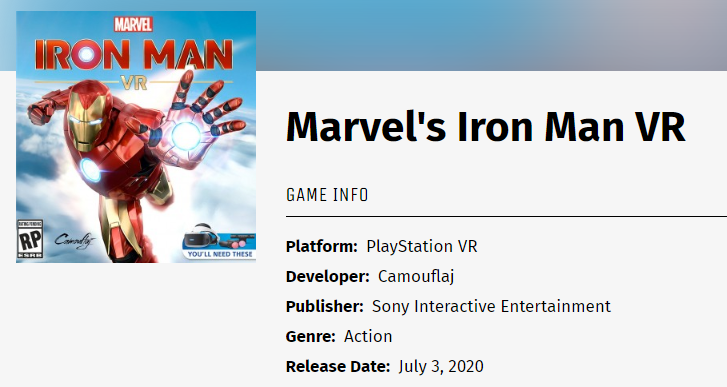 MARVEL
IRON MAN
VR
RP
ESRB
Camouflaj
YOU'LL NEED THESE
Marvel's Iron Man VR
GAME INFO
Platform: PlayStation VR
Developer: Camouflaj
Publisher: Sony Interactive Entertainment
Genre: Action
Release Date: July 3, 2020